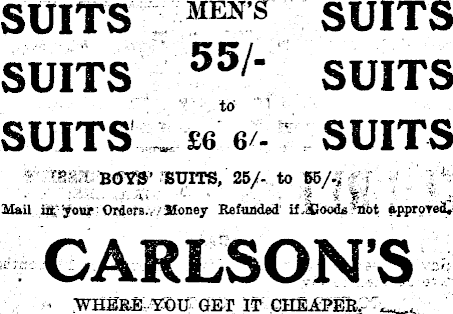 SUITS MEN'S SUITS
SUITS 55/- SUITS
to
SUITS £6 6/- SUITS
BOYS' SUITS, 25/- to 55/-,
Mail in your Orders. Money Refunded if Goods not approved.
CARLSON'S
WHERE YOU GET IT CHEAPER.